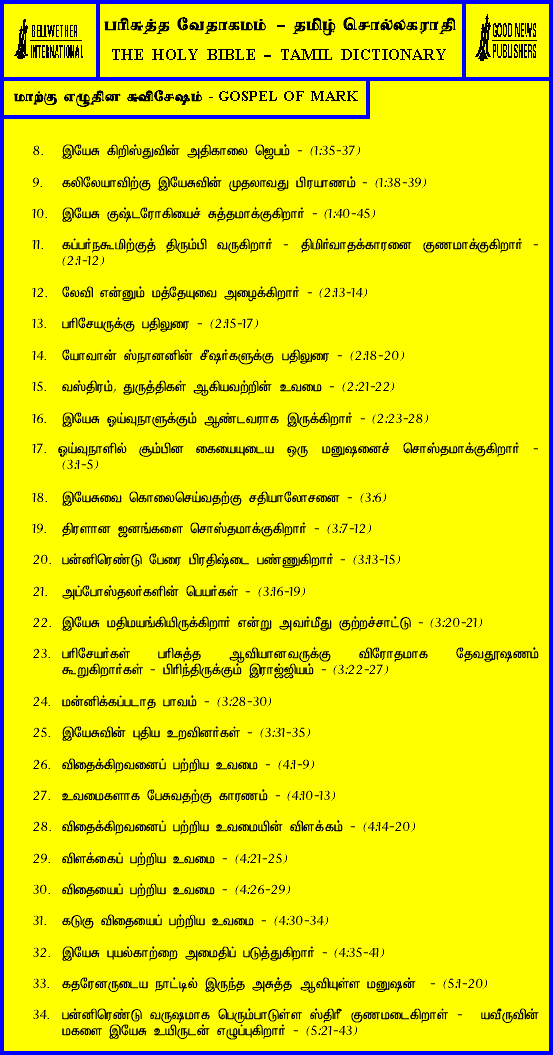 BELLWETHER
INTERNATIONAL
பரிசுத்த வேதாகமம் – தமிழ் சொல்லகராதி
THE HOLY BIBLE – TAMIL DICTIONARY
GOOD NEWS
PUBLISHERS
மாற்கு எழுதின சுவிசேஷம் - GOSPEL OF MARK
8. இயேசு கிறிஸ்துவின் அதிகாலை ஜெபம் - (1:35-37)
9. கலிலேயாவிற்கு இயேசுவின் முதலாவது பிரயாணம் - (1:38-39)
10. இயேசு குஷ்டரோகியைச் சுத்தமாக்குகிறார் - (1:40-45)
11. கப்பர்நகூமிற்குத் திரும்பி வருகிறார் - திமிர்வாதக்காரனை குணமாக்குகிறார் -
(2:1-12)
12. லேவி என்னும் மத்தேயுவை அழைக்கிறார் - (2:13-14)
13. பரிசேயருக்கு பதிலுரை - (2:15-17)
14. யோவான் ஸ்நானனின் சீஷர்களுக்கு பதிலுரை - (2:18-20)
15. வஸ்திரம், துருத்திகள் ஆகியவற்றின் உவமை - (2:21-22)
16. இயேசு ஓய்வுநாளுக்கும் ஆண்டவராக இருக்கிறார் - (2:23-28)
17. ஓய்வுநாளில் சூம்பின கையையுடைய ஒரு மனுஷனைச் சொஸ்தமாக்குகிறார் -
(3:1-5)
18. இயேசுவை கொலைசெய்வதற்கு சதியாலோசனை - (3:6)
19. திரளான ஜனங்களை சொஸ்தமாக்குகிறார் - (3:7-12)
20. பன்னிரெண்டு பேரை பிரதிஷ்டை பண்ணுகிறார் - (3:13-15)
21. அப்போஸ்தலர்களின் பெயர்கள் - (3:16-19)
22. இயேசு மதிமயங்கியிருக்கிறார் என்று அவர்மீது குற்றச்சாட்டு - (3:20-21)
23. பரிசேயர்கள் பரிசுத்த ஆவியானவருக்கு விரோதமாக தேவதூஷணம்
கூறுகிறார்கள் - பிரிந்திருக்கும் இராஜ்ஜியம் - (3:22-27)
24. மன்னிக்கப்படாத பாவம் - (3:28-30)
25. இயேசுவின் புதிய உறவினர்கள் - (3:31-35)
26. விதைக்கிறவனைப் பற்றிய உவமை - (4:1-9)
27. உவமைகளாக பேசுவதற்கு காரணம் - (4:10-13)
28. விதைக்கிறவனைப் பற்றிய உவமையின் விளக்கம் - (4:14-20)
29. விளக்கைப் பற்றிய உவமை - (4:21-25)
30. விதையைப் பற்றிய உவமை - (4:26-29)
31. கடுகு விதையைப் பற்றிய உவமை - (4:30-34)
32. இயேசு புயல்காற்றை அமைதிப் படுத்துகிறார் - (4:35-41)
33. கதரேனருடைய நாட்டில் இருந்த அசுத்த ஆவியுள்ள மனுஷன் - (5:1-20)
34. பன்னிரெண்டு வருஷமாக பெரும்பாடுள்ள ஸ்திரீ குணமடைகிறாள் - யவீருவின்
மகளை இயேசு உயிருடன் எழுப்புகிறார் - (5:21-43)